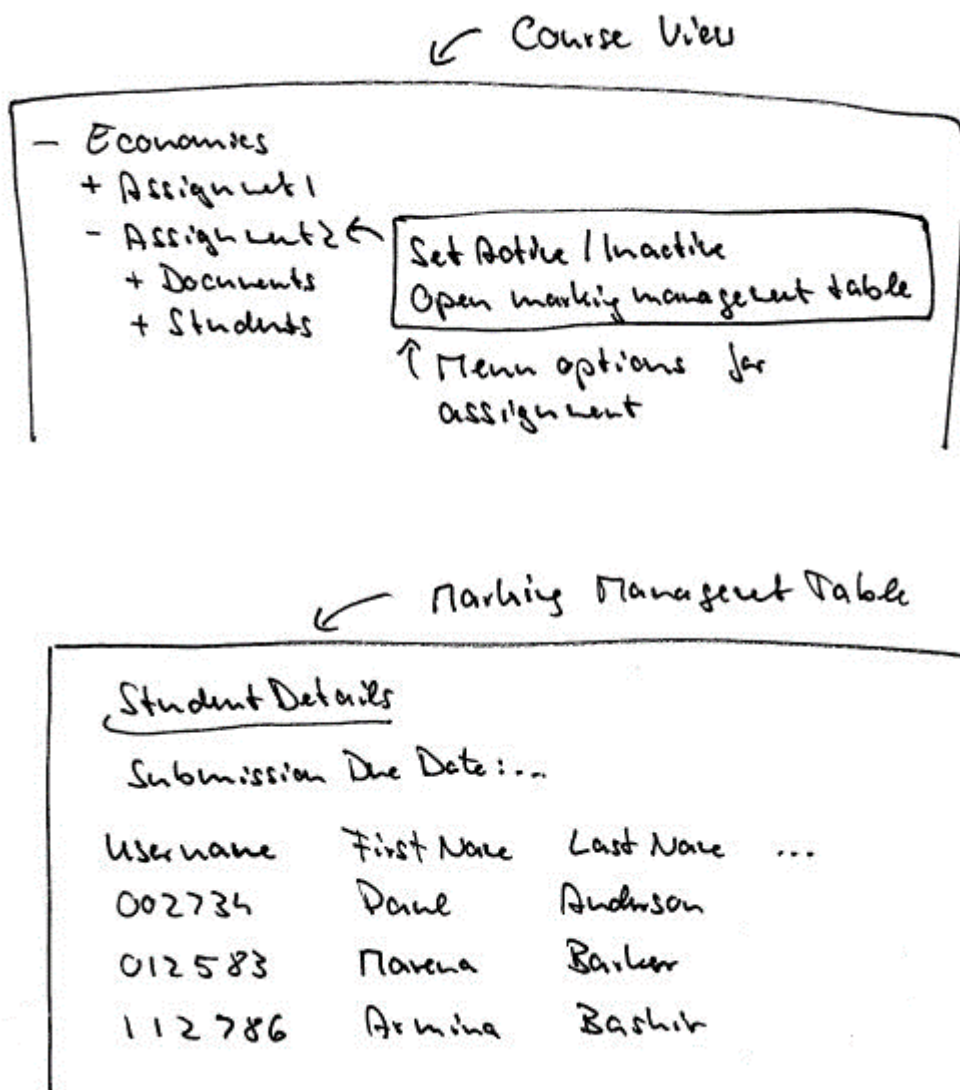 Course View
- Economics
+ Assignment 1
- Assignment 2
Set Active / Inactive
+ Documents
Open marking management table
+ Students
Menu options for
assignment
Marking Management Table
Student Details
Submission Due Date: ...
Username First Name Last Name ...
002734 Paul Anderson
012583 Marena Barker
112786 Armina Bashir